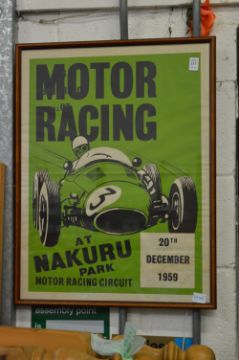 MOTOR
RACING
3
AT
NAKURU
PARK
MOTOR RACING CIRCUIT
20TH
DECEMBER
1959
assembly point